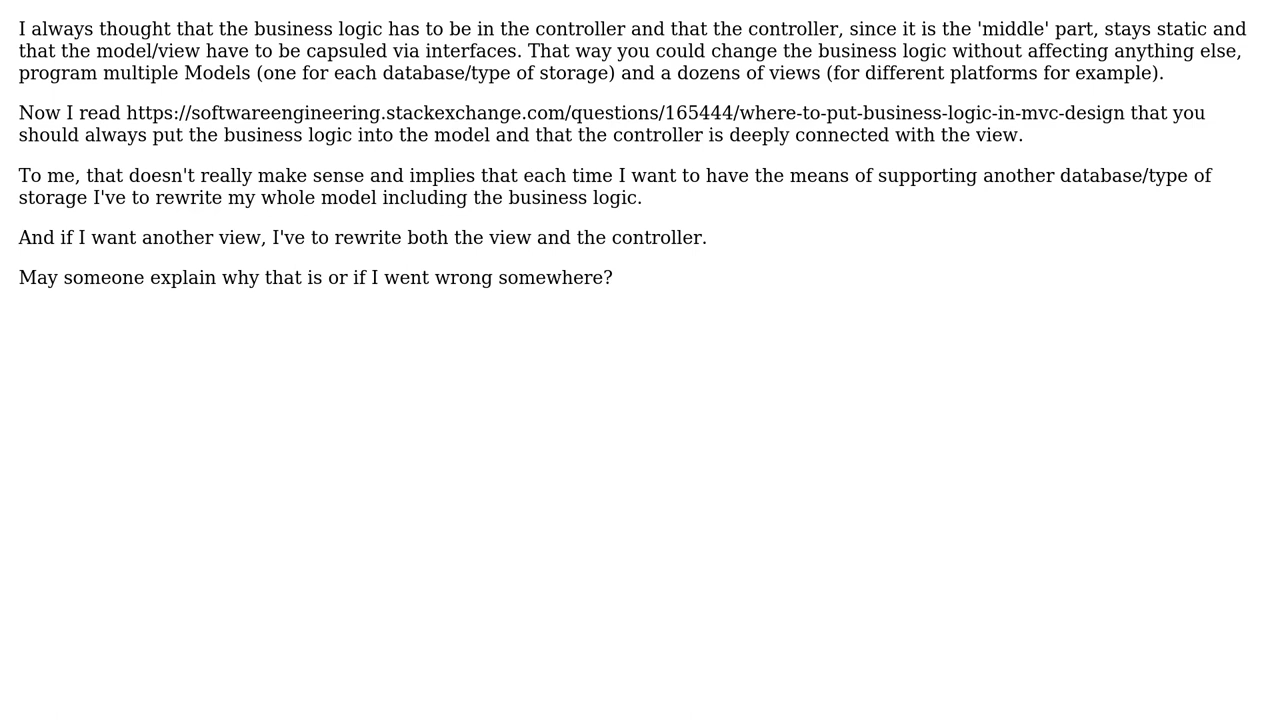 I always thought that the business logic has to be in the controller and that the controller, since it is the 'middle' part, stays static and
that the model/view have to be capsuled via interfaces. That way you could change the business logic without affecting anything else,
program multiple Models (one for each database/type of storage) and a dozens of views (for different platforms for example).
Now I read https://softwareengineering.stackexchange.com/questions/165444/where-to-put-business-logic-in-mvc-design that you
should always put the business logic into the model and that the controller is deeply connected with the view.
To me, that doesn't really make sense and implies that each time I want to have the means of supporting another database/type of
storage I've to rewrite my whole model including the business logic.
And if I want another view, I've to rewrite both the view and the controller.
May someone explain why that is or if I went wrong somewhere?